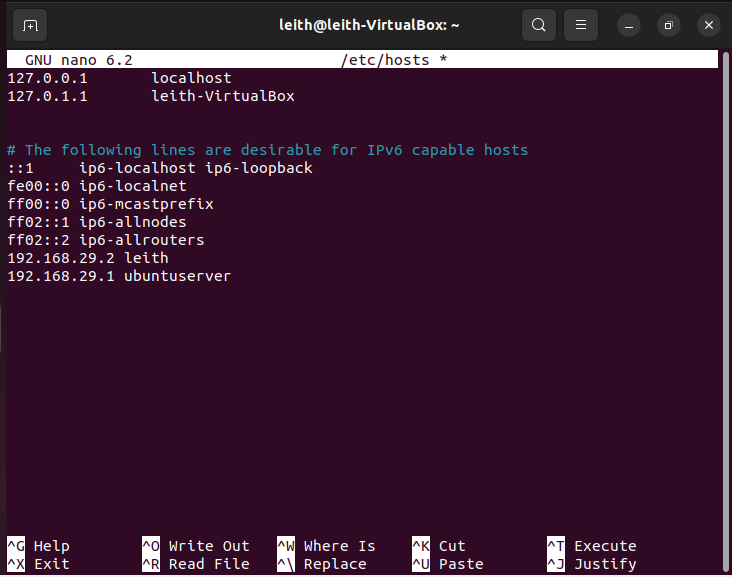 leith@leith-VirtualBox: ~
GNU nano 6.2 /etc/hosts *
127.0.0.1 localhost
127.0.1.1 leith-VirtualBox
# The following lines are desirable for IPv6 capable hosts
::1 ip6-localhost ip6-loopback
fe00::0 ip6-localnet
ff00::0 ip6-mcastprefix
ff02::1 ip6-allnodes
ff02::2 ip6-allrouters
192.168.29.2 leith
192.168.29.1 ubuntuserver
^G Help ^O Write Out ^W Where Is ^K Cut ^T Execute
^X Exit ^R Read File ^\ Replace ^U Paste ^J Justify